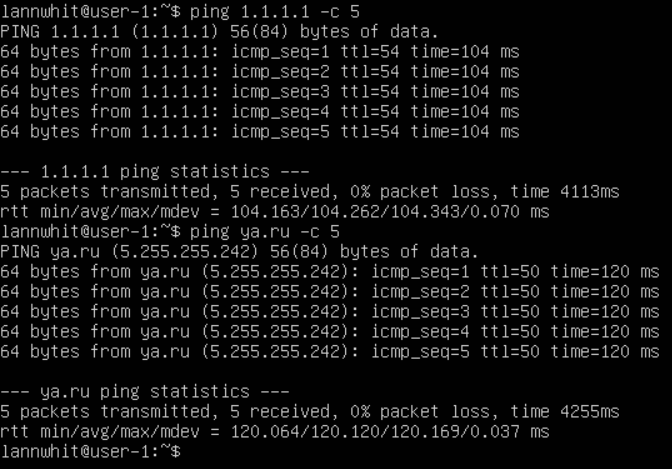 lannwhit@user-1:~$ ping 1.1.1.1 -c 5
PING 1.1.1.1 (1.1.1.1) 56(84) bytes of data.
64 bytes from 1.1.1.1: icmp_seq=1 ttl=54 time=104 ms
64 bytes from 1.1.1.1: icmp_seq=2 ttl=54 time=104 ms
64 bytes from 1.1.1.1: icmp_seq=3 ttl=54 time=104 ms
64 bytes from 1.1.1.1: icmp_seq=4 ttl=54 time=104 ms
64 bytes from 1.1.1.1: icmp_seq=5 ttl=54 time=104 ms
--- 1.1.1.1 ping statistics ---
5 packets transmitted, 5 received, 0% packet loss, time 4113ms
rtt min/avg/max/mdev = 104.163/104.262/104.343/0.070 ms
lannwhit@user-1:~$ ping ya.ru -c 5
PING ya.ru (5.255.255.242) 56(84) bytes of data.
64 bytes from ya.ru (5.255.255.242): icmp_seq=1 ttl=50 time=120 ms
64 bytes from ya.ru (5.255.255.242): icmp_seq=2 ttl=50 time=120 ms
64 bytes from ya.ru (5.255.255.242): icmp_seq=3 ttl=50 time=120 ms
64 bytes from ya.ru (5.255.255.242): icmp_seq=4 ttl=50 time=120 ms
64 bytes from ya.ru (5.255.255.242): icmp_seq=5 ttl=50 time=120 ms
--- ya.ru ping statistics ---
5 packets transmitted, 5 received, 0% packet loss, time 4255ms
rtt min/avg/max/mdev = 120.064/120.120/120.169/0.037 ms
lannwhit@user-1:~$